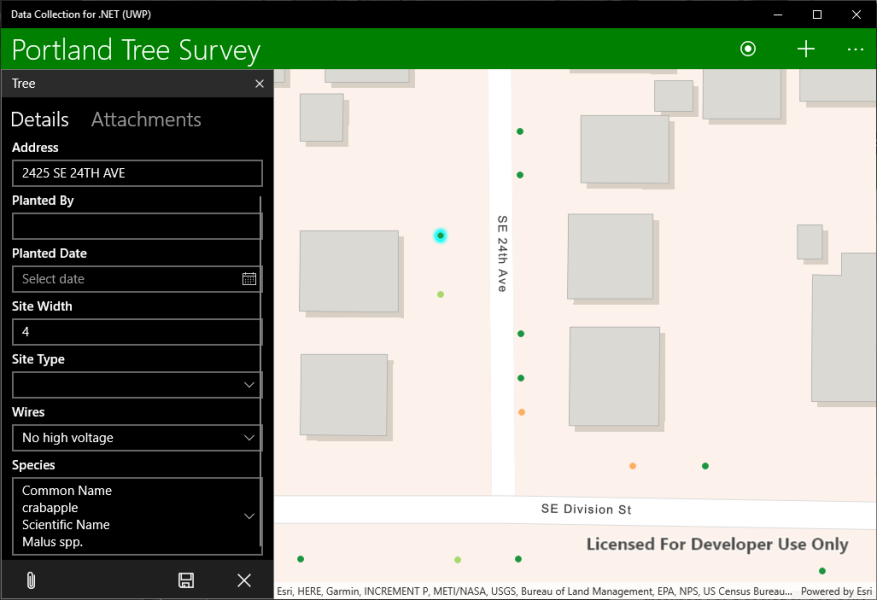 Data Collection for .NET (UWP)
Portland Tree Survey
Tree
Details Attachments
Address
2425 SE 24TH AVE
Planted By
Planted Date
Select date
Site Width
4
Site Type
Wires
No high voltage
Species
Common Name
crabapple
Scientific Name
Malus spp.
SE 24th Ave
SE Division St
Licensed For Developer Use Only
Esri, HERE, Garmin, INCREMENT P, METI/NASA, USGS, Bureau of Land Management, EPA, NPS, US Census Bureau... Powered by Esri